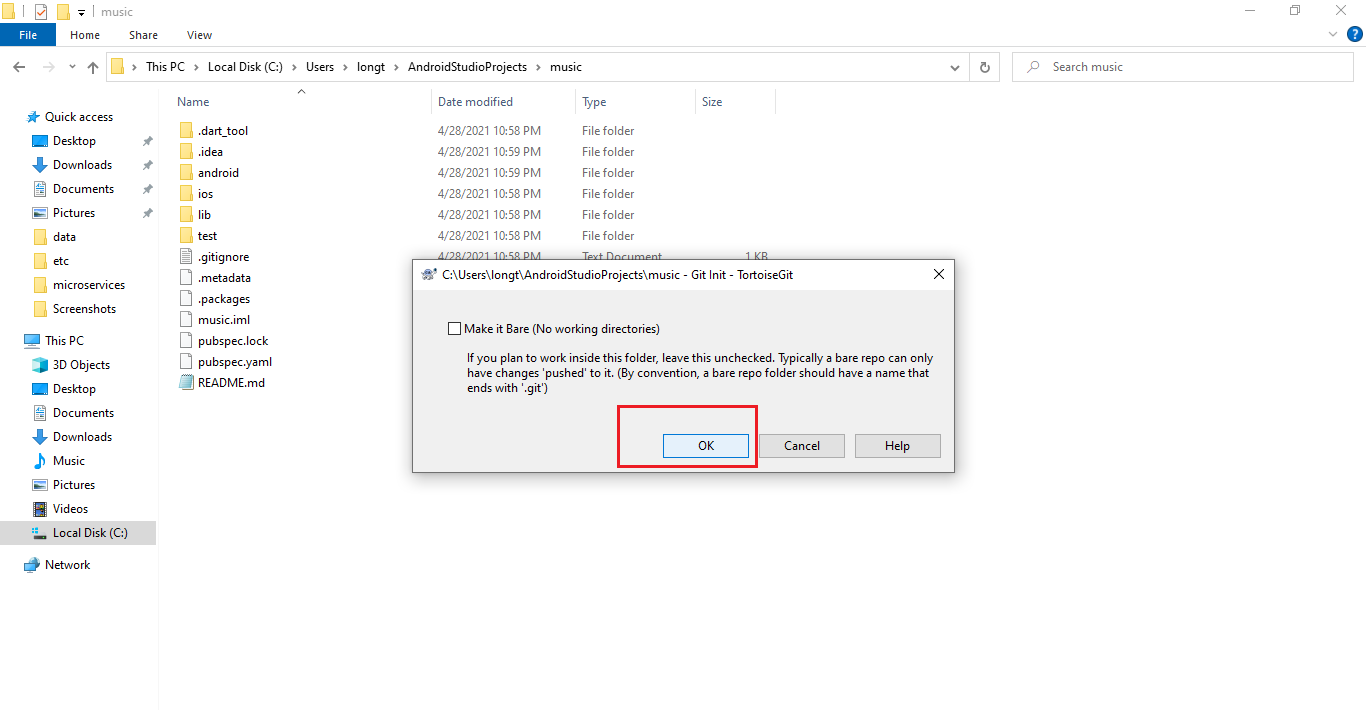 music
File
Home
Share
View
This PC
Local Disk (C:)
Users
longt
AndroidStudioProjects
music
Search music
Quick access
Desktop
Downloads
Documents
Pictures
data
etc
microservices
Screenshots
This PC
3D Objects
Desktop
Documents
Downloads
Music
Pictures
Videos
Local Disk (C:)
Network
Name Date modified Type Size
.dart_tool 4/28/2021 10:58 PM File folder
.idea 4/28/2021 10:59 PM File folder
android 4/28/2021 10:59 PM File folder
ios 4/28/2021 10:58 PM File folder
lib 4/28/2021 10:58 PM File folder
test 4/28/2021 10:58 PM File folder
.gitignore 4/28/2021 10:58 PM Text Document 1 KB
.metadata
.packages
music.iml
pubspec.lock
pubspec.yaml
README.md
C:\Users\longt\AndroidStudioProjects\music - Git Init - TortoiseGit
Make it Bare (No working directories)
If you plan to work inside this folder, leave this unchecked. Typically a bare repo can only
have changes 'pushed' to it. (By convention, a bare repo folder should have a name that
ends with '.git')
OK
Cancel
Help